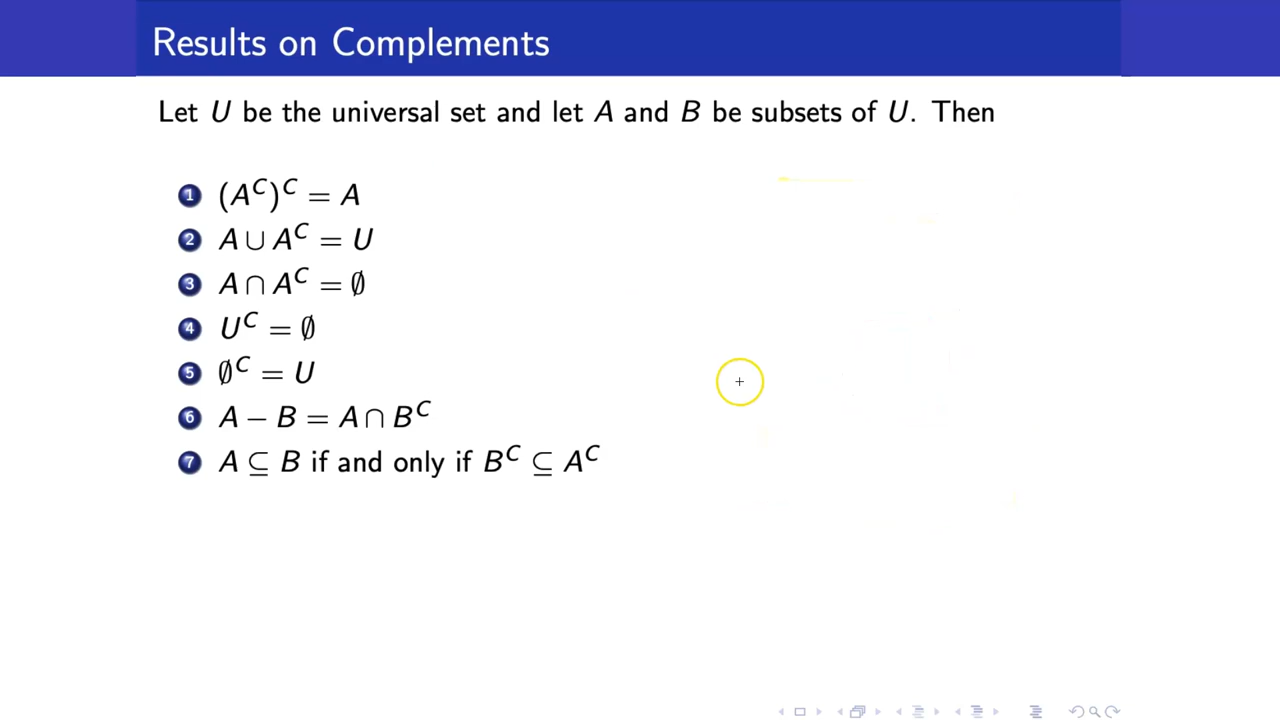 Results on Complements
Let U be the universal set and let A and B be subsets of U. Then
1 (A^C)^C = A
2 A ∪ A^C = U
3 A ∩ A^C = ∅
4 U^C = ∅
5 ∅^C = U
6 A − B = A ∩ B^C
7 A ⊆ B if and only if B^C ⊆ A^C